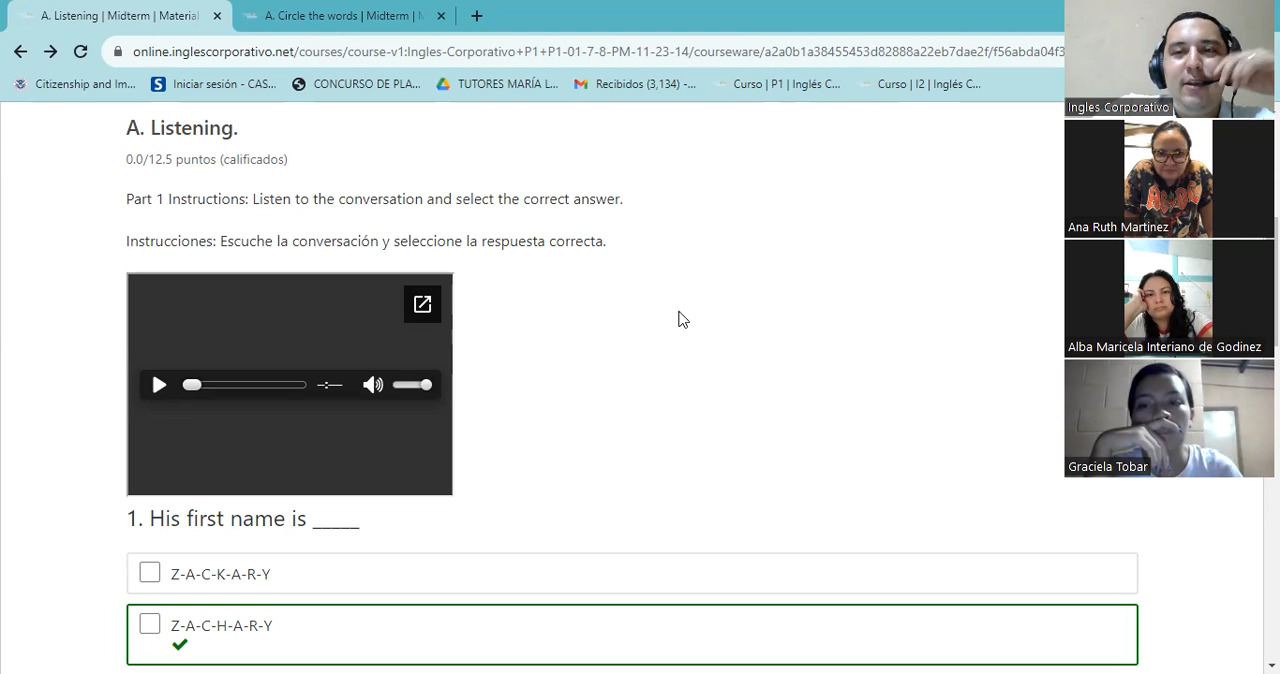 A. Listening | Midterm | Material
A. Circle the words | Midterm | M
online.inglescorporativo.net/courses/course-v1:Ingles-Corporativo+P1+P1-01-7-8-PM-11-23-14/courseware/a2a0b1a38455453d82888a22eb7dae2f/f56abda04f3
Citizenship and Im...
Iniciar sesión - CAS...
CONCURSO DE PLA...
TUTORES MARÍA L...
Recibidos (3,134) -...
Curso | P1 | Inglés C...
Curso | I2 | Inglés C...
Ingles Corporativo
A. Listening.
0.0/12.5 puntos (calificados)
Part 1 Instructions: Listen to the conversation and select the correct answer.
Ana Ruth Martinez
Instrucciones: Escuche la conversación y seleccione la respuesta correcta.
Alba Maricela Interiano de Godinez
Graciela Tobar
1. His first name is _____
Z-A-C-K-A-R-Y
Z-A-C-H-A-R-Y